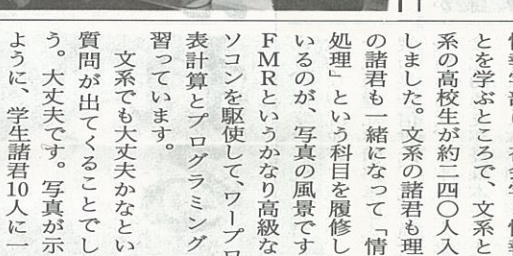 とを学ぶところで、文系と
系の高校生が約二四〇人入
しました。文系の諸君も理
の諸君も一緒になって「情
処理」という科目を履修し
いるのが、写真の風景です
ＦＭＲというかなり高級な
ソコンを駆使して、ワープロ
表計算とプログラミング
習っています。
文系でも大丈夫かなとい
質問が出てくることでし
う。大丈夫です。写真が示
ように、学生諸君10人に一